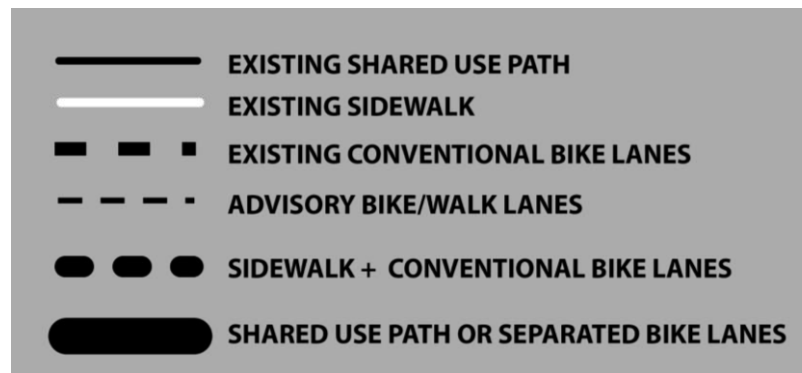 EXISTING SHARED USE PATH
EXISTING SIDEWALK
EXISTING CONVENTIONAL BIKE LANES
ADVISORY BIKE/WALK LANES
SIDEWALK + CONVENTIONAL BIKE LANES
SHARED USE PATH OR SEPARATED BIKE LANES